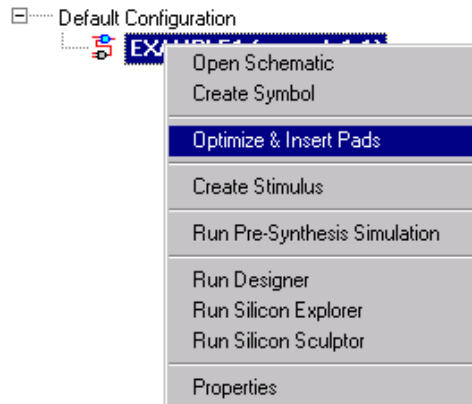 Default Configuration
Open Schematic
Create Symbol
Optimize & Insert Pads
Create Stimulus
Run Pre-Synthesis Simulation
Run Designer
Run Silicon Explorer
Run Silicon Sculptor
Properties